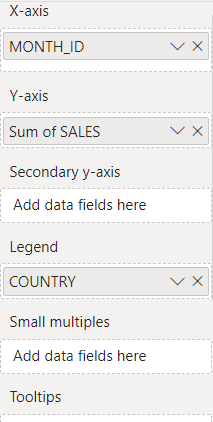 X-axis
MONTH_ID
Y-axis
Sum of SALES
Secondary y-axis
Add data fields here
Legend
COUNTRY
Small multiples
Add data fields here
Tooltips